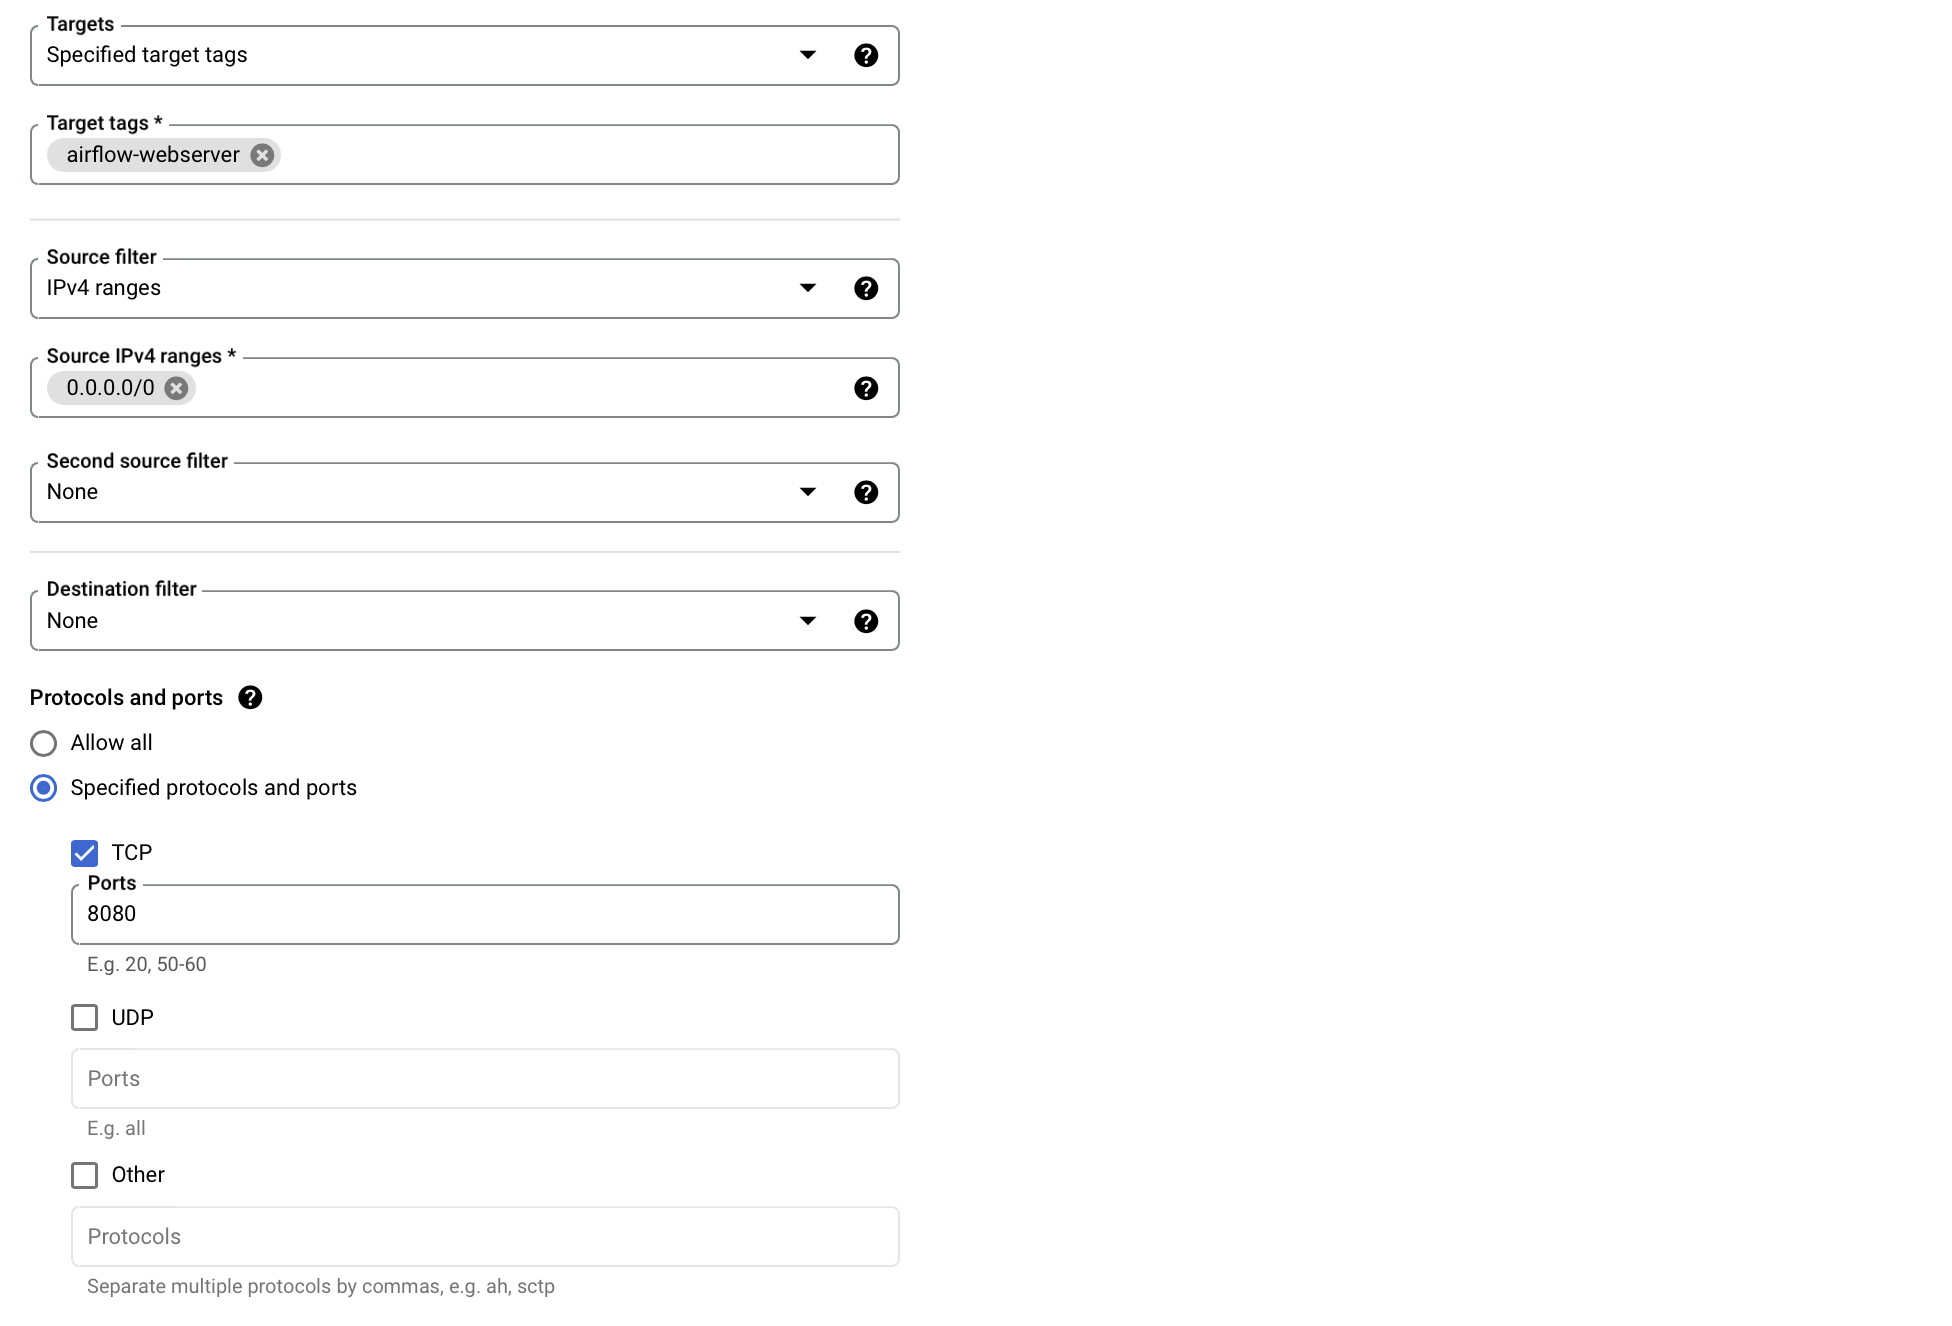 Targets
Specified target tags
Target tags *
airflow-webserver
Source filter
IPv4 ranges
Source IPv4 ranges *
0.0.0.0/0
Second source filter
None
Destination filter
None
Protocols and ports
Allow all
Specified protocols and ports
TCP
Ports
8080
E.g. 20, 50-60
UDP
Ports
E.g. all
Other
Protocols
Separate multiple protocols by commas, e.g. ah, sctp